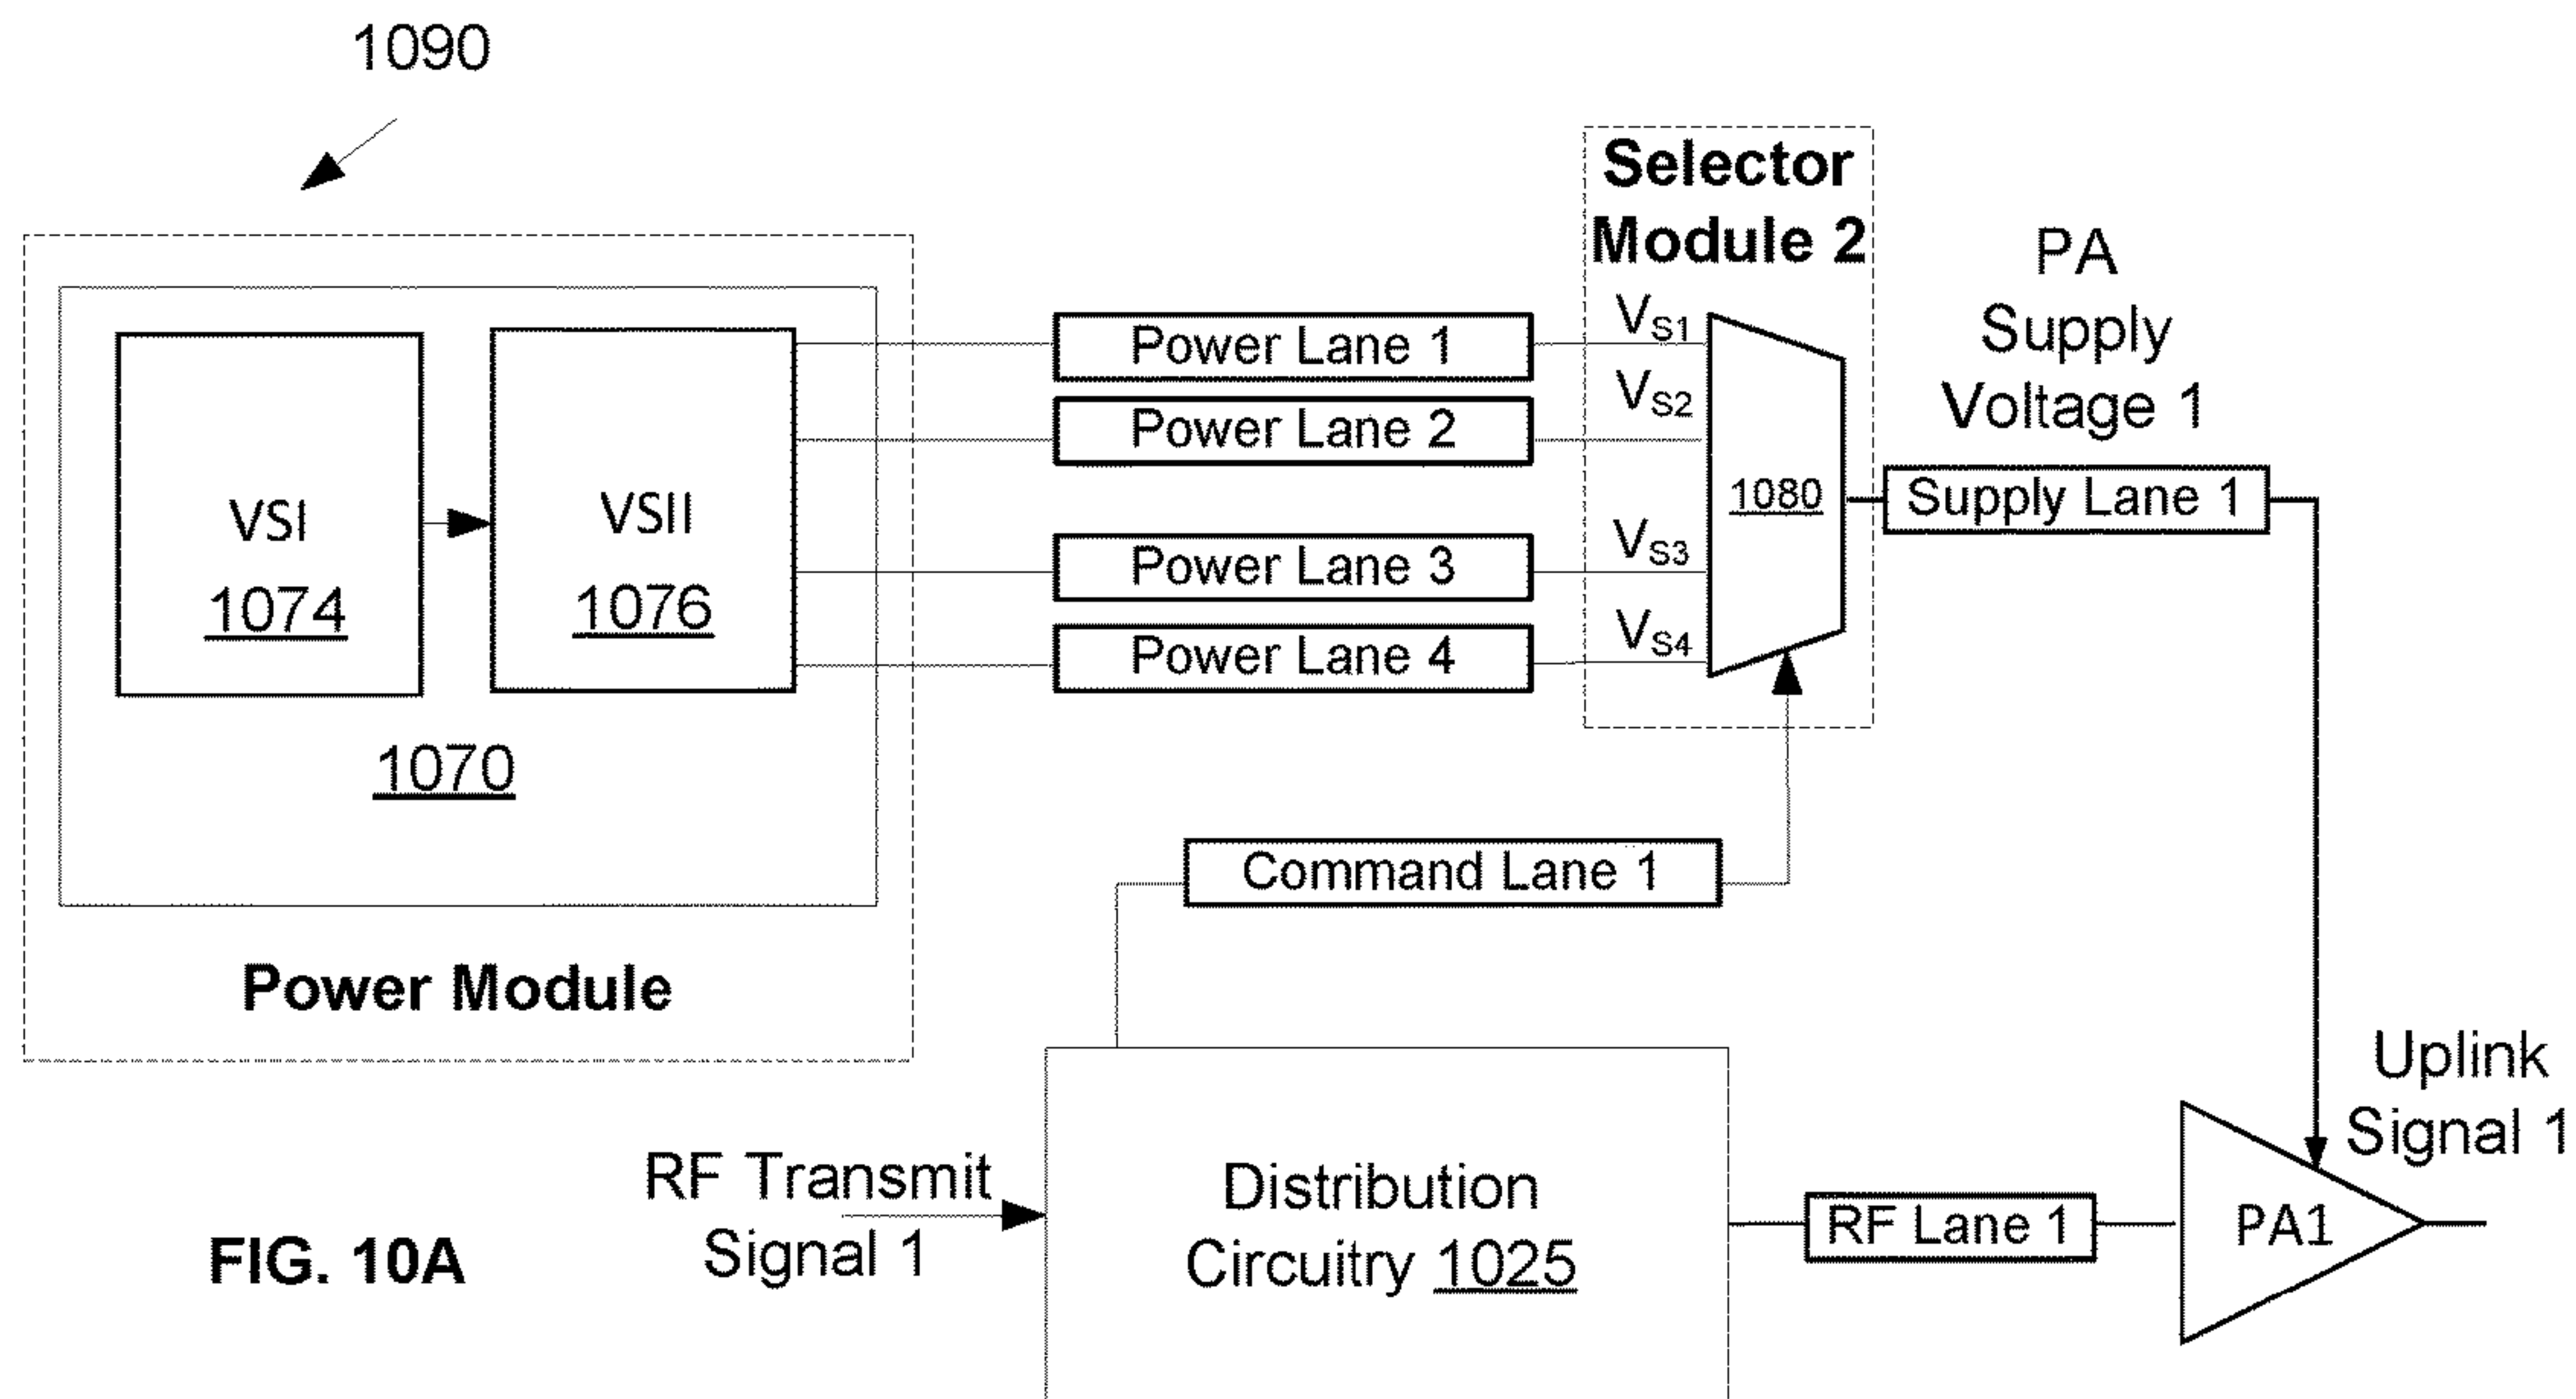 1090
Selector
Module 2
PA
Supply
Voltage 1
VSI
1074
VSII
1076
1070
Power Module
Power Lane 1
Power Lane 2
Power Lane 3
Power Lane 4
VS1
VS2
VS3
VS4
1080
Supply Lane 1
Command Lane 1
RF Transmit
Signal 1
Distribution
Circuitry 1025
RF Lane 1
PA1
Uplink
Signal 1
FIG. 10A